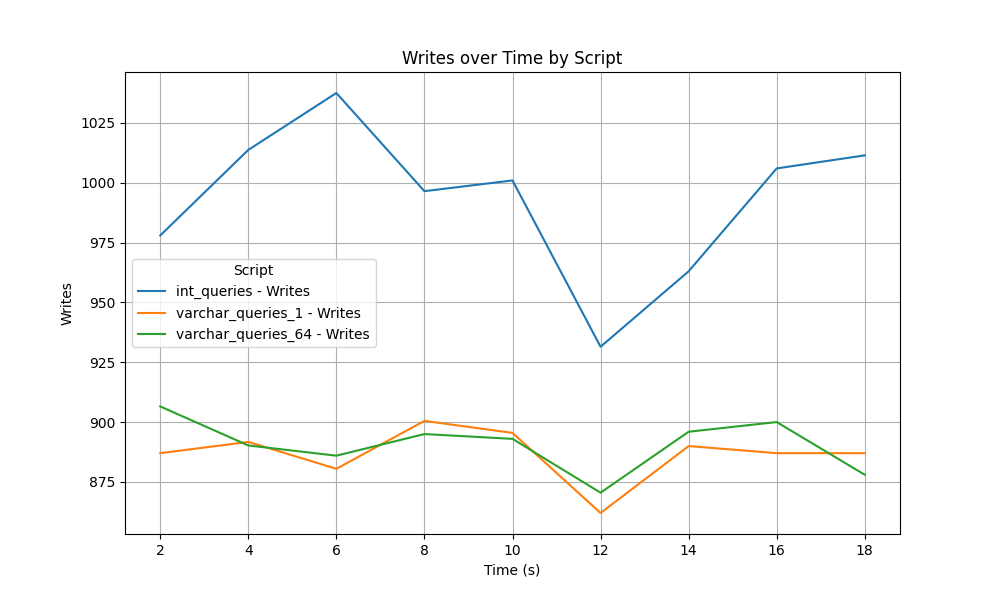 Writes over Time by Script
Writes
1025
1000
975
950
925
900
875
Script
int_queries - Writes
varchar_queries_1 - Writes
varchar_queries_64 - Writes
2 4 6 8 10 12 14 16 18
Time (s)